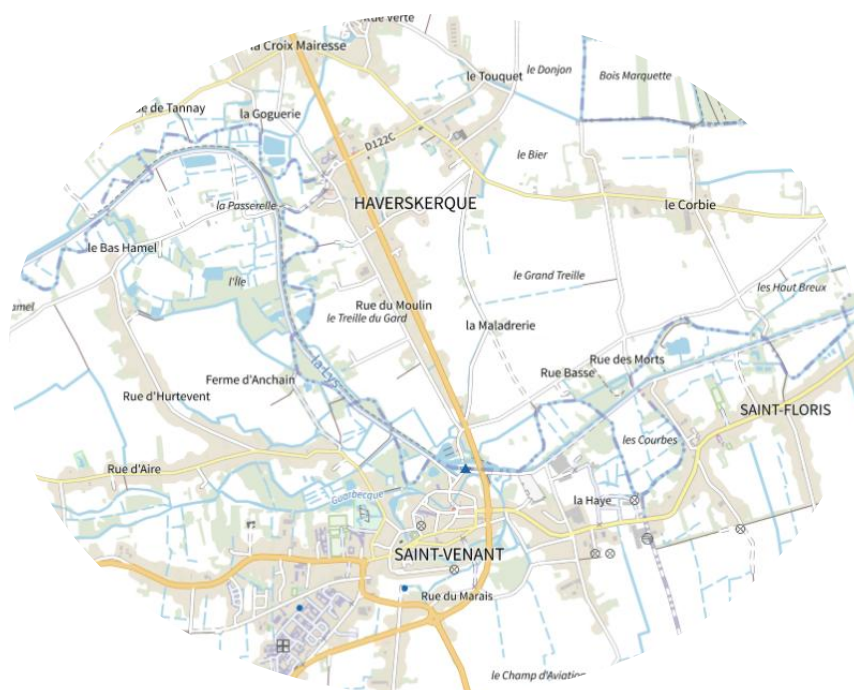 la Croix Mairesse
le Touquet
le Donjon
Bois Marquette
de Tannay
la Goguerie
D122C
le Bier
la Passerelle
HAVERSKERQUE
le Corbie
le Bas Hamel
l'Île
le Grand Treille
les Haut Breux
Rue du Moulin
le Treille du Gard
la Maladrerie
la Lys
Rue des Morts
Rue Basse
Ferme d'Anchain
Rue d'Hurtevent
SAINT-FLORIS
les Courbes
Rue d'Aire
Guarbecque
la Haye
SAINT-VENANT
Rue du Marais
le Champ d'Aviation